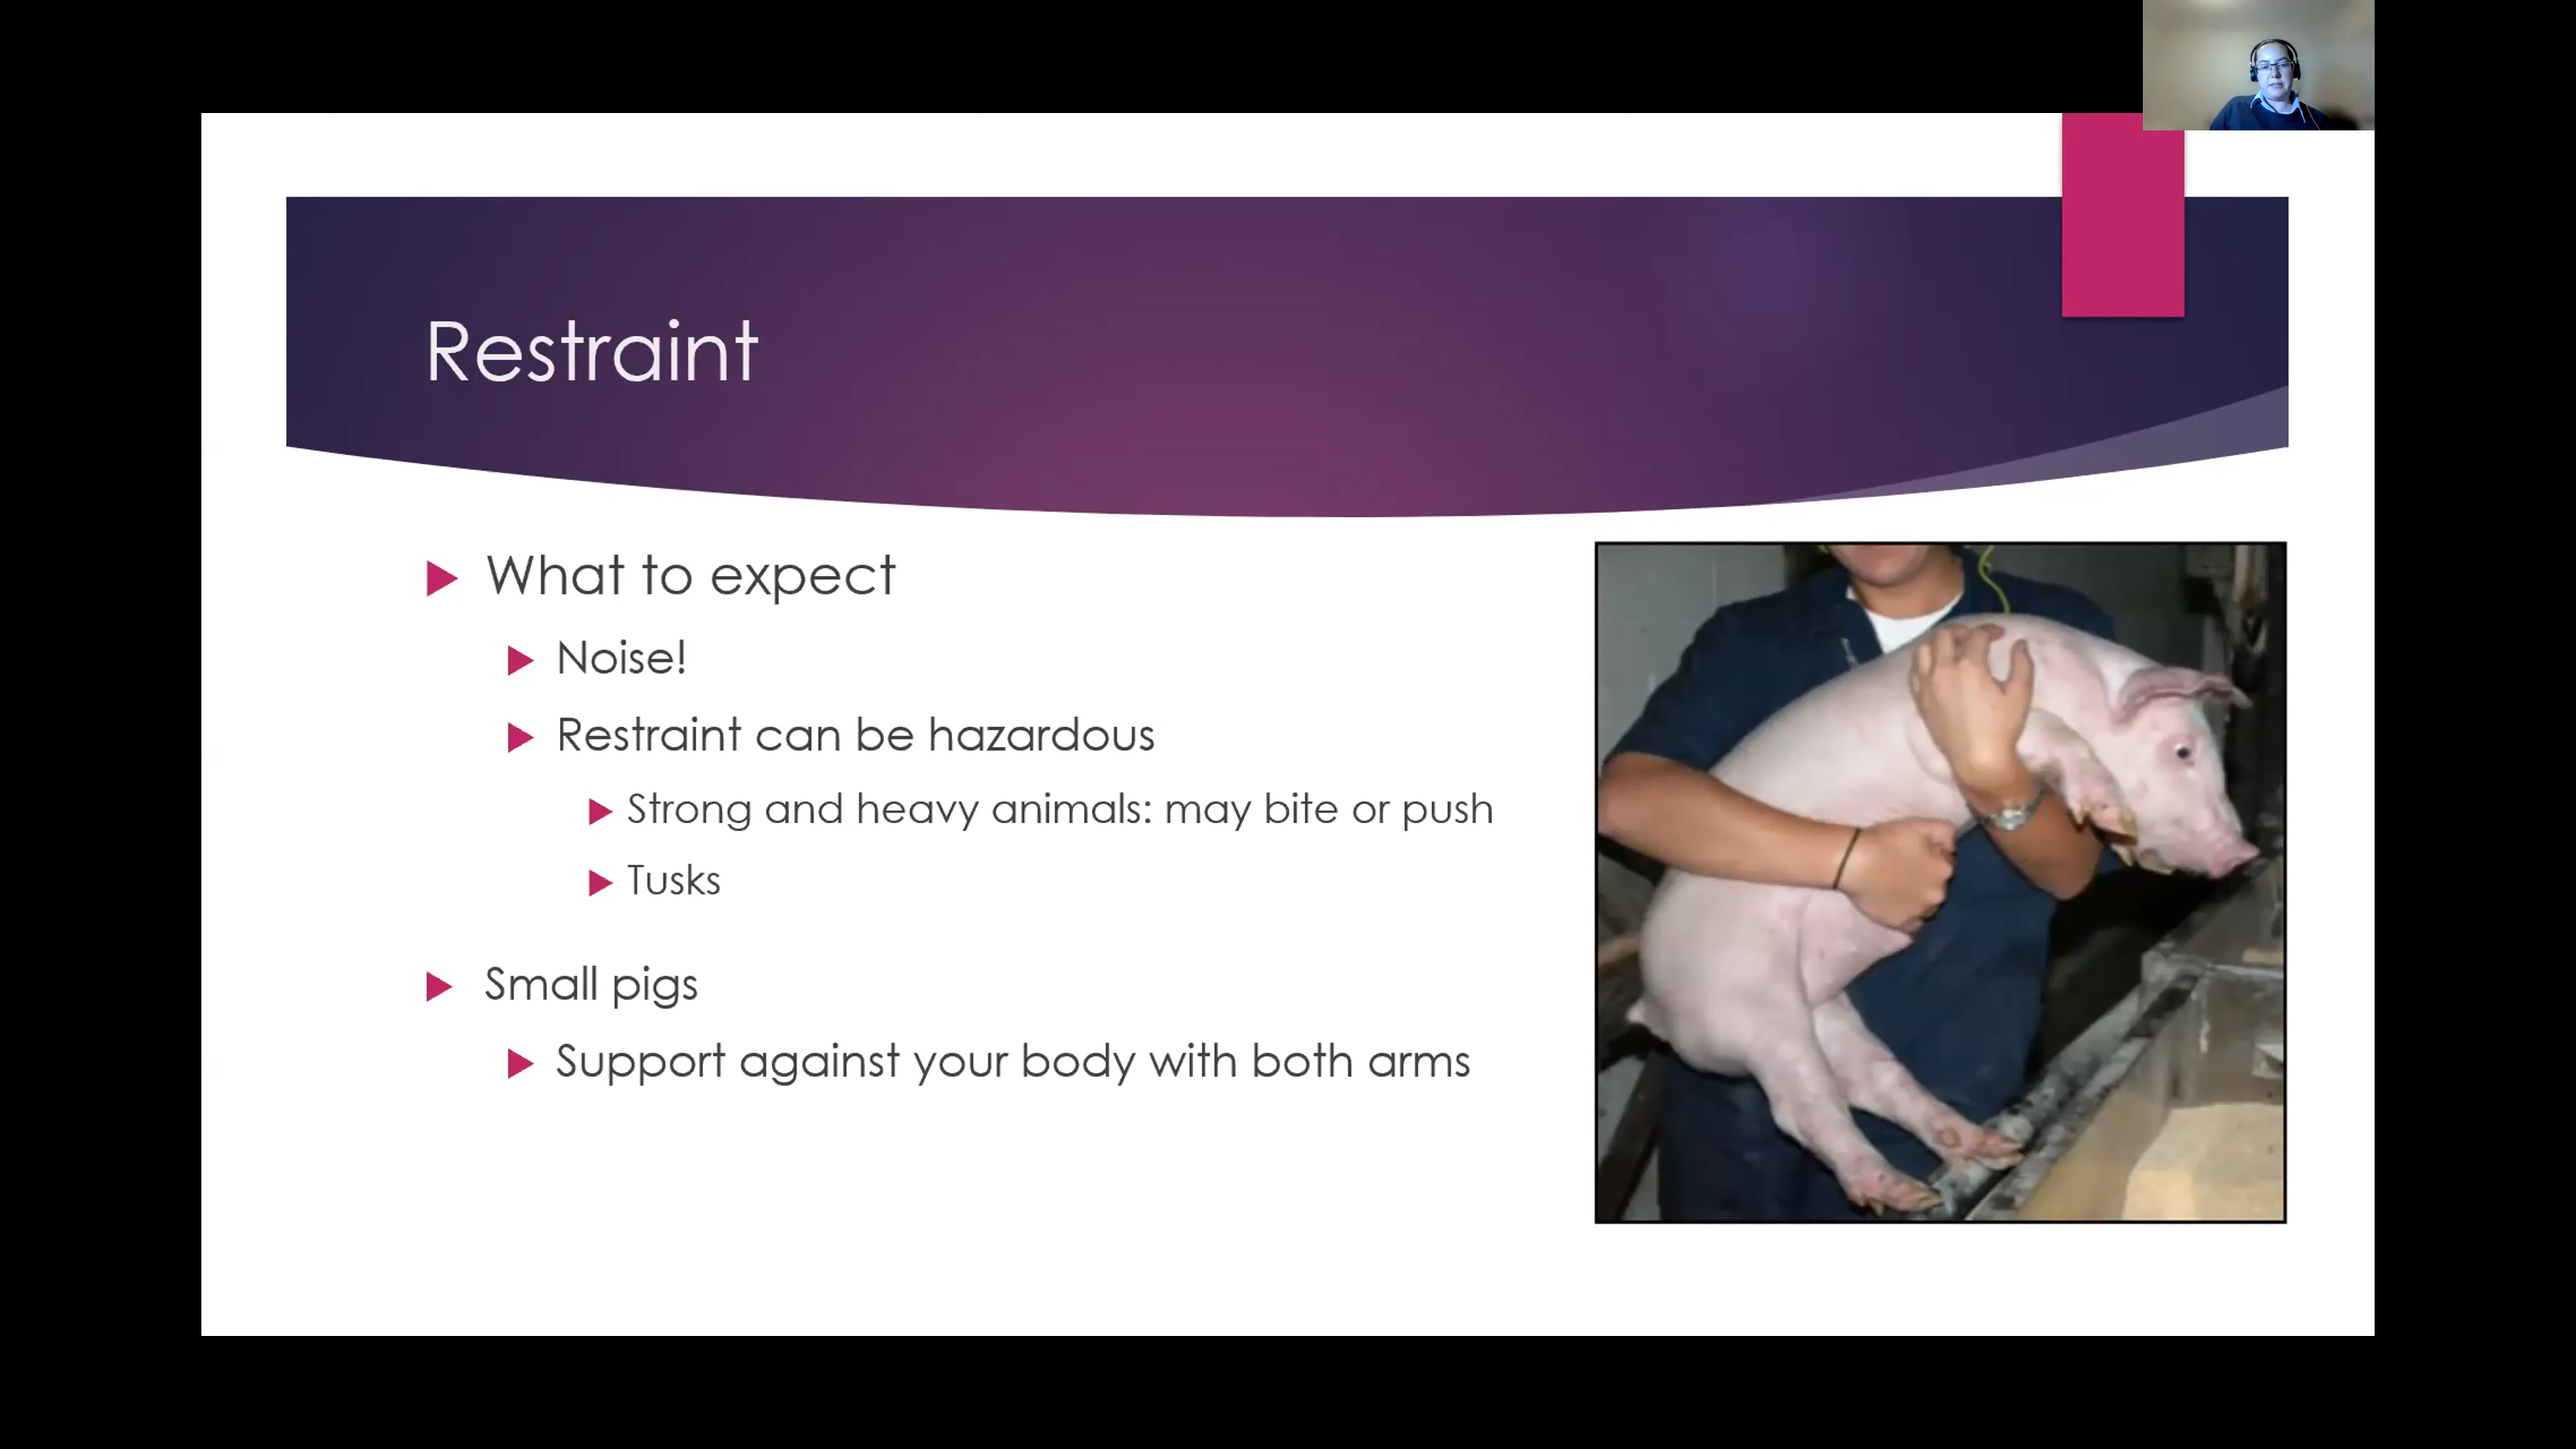 Restraint
What to expect
Noise!
Restraint can be hazardous
Strong and heavy animals: may bite or push
Tusks
Small pigs
Support against your body with both arms